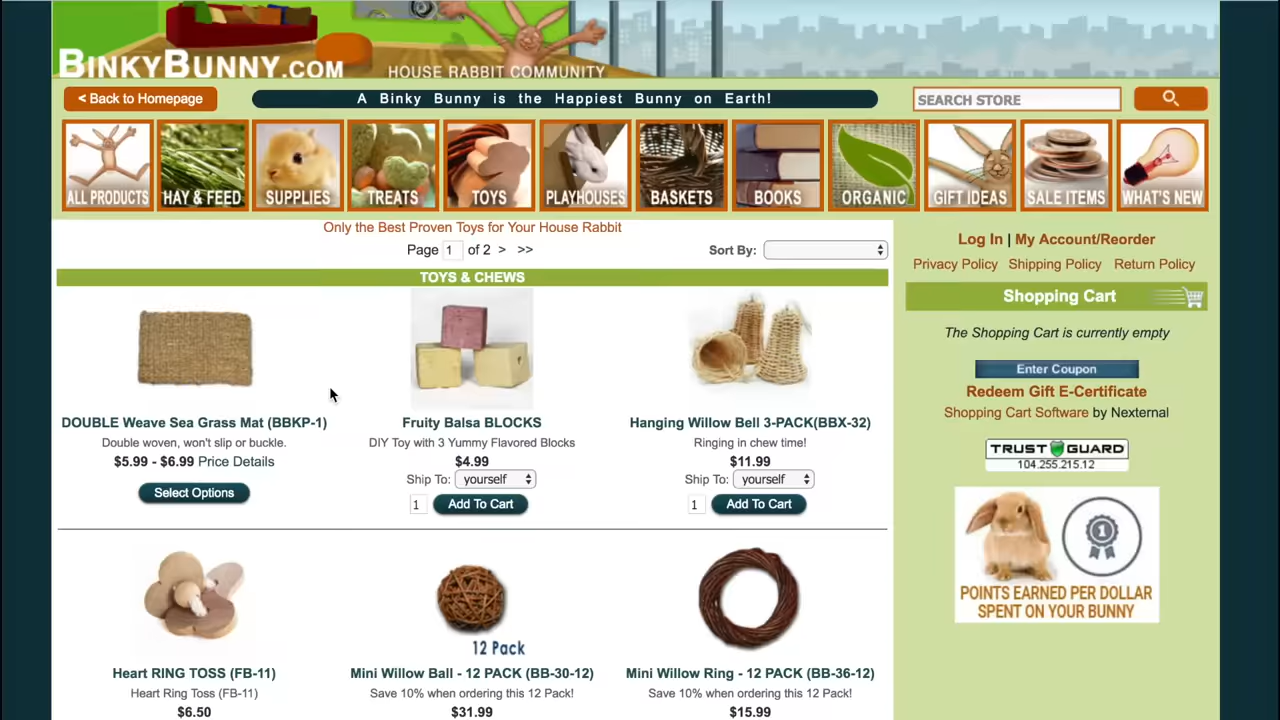 BINKYBUNNY.COM
HOUSE RABBIT COMMUNITY
< Back to Homepage
A Binky Bunny is the Happiest Bunny on Earth!
SEARCH STORE
ALL PRODUCTS
HAY & FEED
SUPPLIES
TREATS
TOYS
PLAYHOUSES
BASKETS
BOOKS
ORGANIC
GIFT IDEAS
SALE ITEMS
WHAT'S NEW
Only the Best Proven Toys for Your House Rabbit
Page 1 of 2 > >>
Sort By:
TOYS & CHEWS
DOUBLE Weave Sea Grass Mat (BBKP-1)
Double woven, won't slip or buckle.
$5.99 - $6.99 Price Details
Select Options
Fruity Balsa BLOCKS
DIY Toy with 3 Yummy Flavored Blocks
$4.99
Ship To: yourself
1 Add To Cart
Hanging Willow Bell 3-PACK(BBX-32)
Ringing in chew time!
$11.99
Ship To: yourself
1 Add To Cart
Heart RING TOSS (FB-11)
Heart Ring Toss (FB-11)
$6.50
12 Pack
Mini Willow Ball - 12 PACK (BB-30-12)
Save 10% when ordering this 12 Pack!
$31.99
Mini Willow Ring - 12 PACK (BB-36-12)
Save 10% when ordering this 12 Pack!
$15.99
Log In | My Account/Reorder
Privacy Policy Shipping Policy Return Policy
Shopping Cart
The Shopping Cart is currently empty
Enter Coupon
Redeem Gift E-Certificate
Shopping Cart Software by Nexternal
TRUST GUARD
104.255.215.12
1
POINTS EARNED PER DOLLAR
SPENT ON YOUR BUNNY